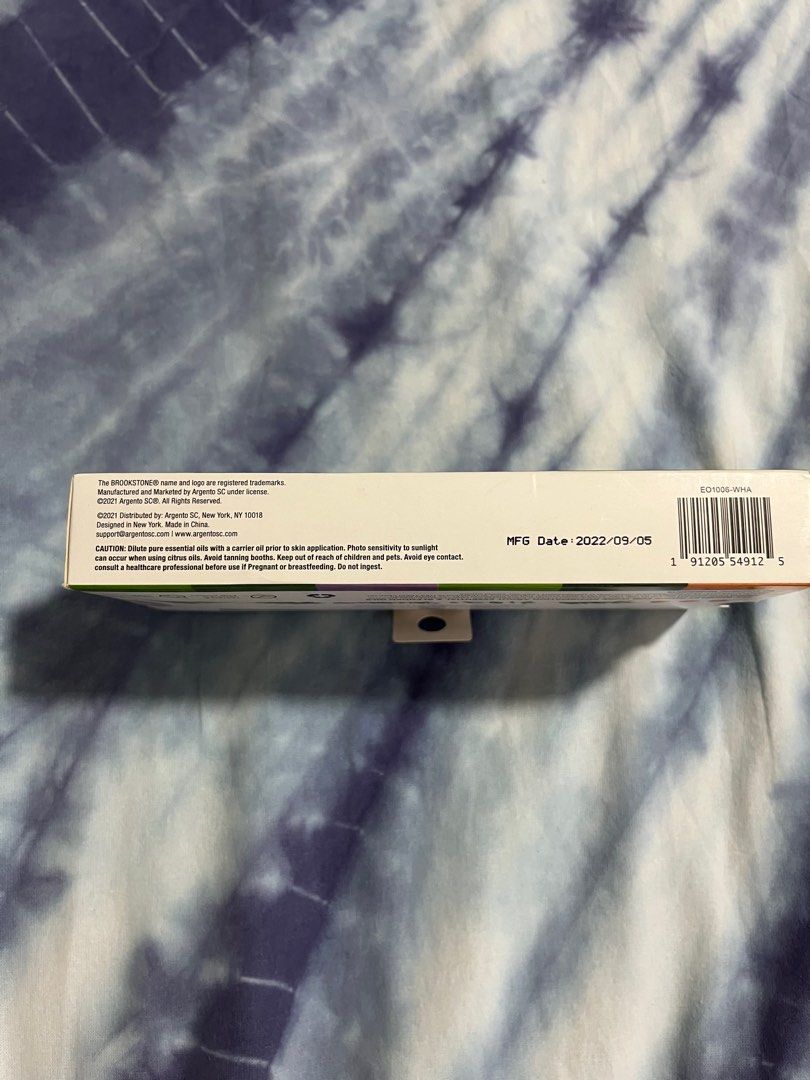 The BROOKSTONE® name and logo are registered trademarks.
Manufactured and Marketed by Argento SC under license.
©2021 Argento SC®. All Rights Reserved.
©2021 Distributed by: Argento SC, New York, NY 10018
Designed in New York. Made in China.
support@argentosc.com | www.argentosc.com
CAUTION: Dilute pure essential oils with a carrier oil prior to skin application. Photo sensitivity to sunlight
can occur when using citrus oils. Avoid tanning booths. Keep out of reach of children and pets. Avoid eye contact.
consult a healthcare professional before use if Pregnant or breastfeeding. Do not ingest.
MFG Date:2022/09/05
EO1006-WHA
1 91205 54912 5